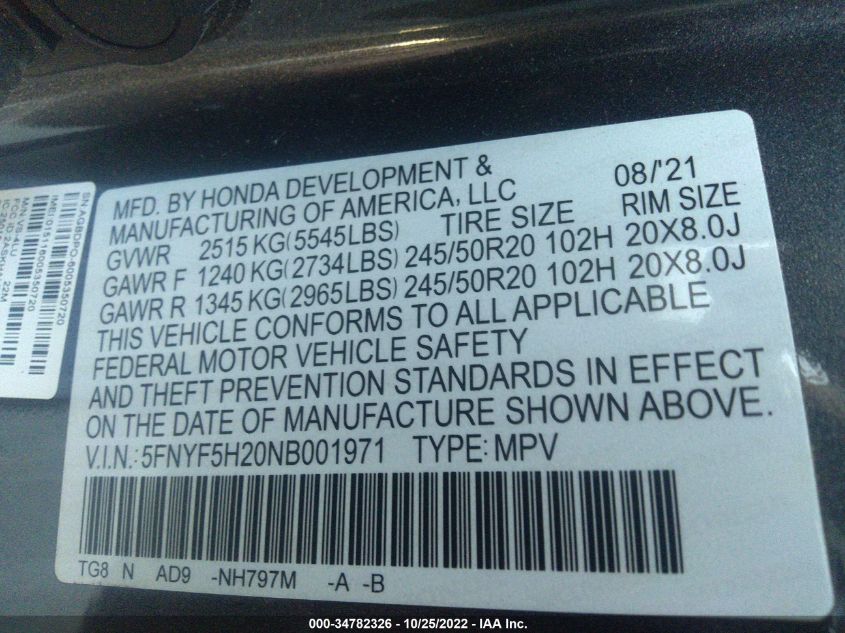 MFD. BY HONDA DEVELOPMENT & 08/'21
MANUFACTURING OF AMERICA, LLC
GVWR 2515 KG(5545LBS) TIRE SIZE RIM SIZE
GAWR F 1240 KG(2734LBS) 245/50R20 102H 20X8.0J
GAWR R 1345 KG(2965LBS) 245/50R20 102H 20X8.0J
THIS VEHICLE CONFORMS TO ALL APPLICABLE
FEDERAL MOTOR VEHICLE SAFETY
AND THEFT PREVENTION STANDARDS IN EFFECT
ON THE DATE OF MANUFACTURE SHOWN ABOVE.
V.I.N.: 5FNYF5H20NB001971 TYPE: MPV
TG8 N AD9 -NH797M -A -B
22M
000-34782326 - 10/25/2022 - IAA Inc.